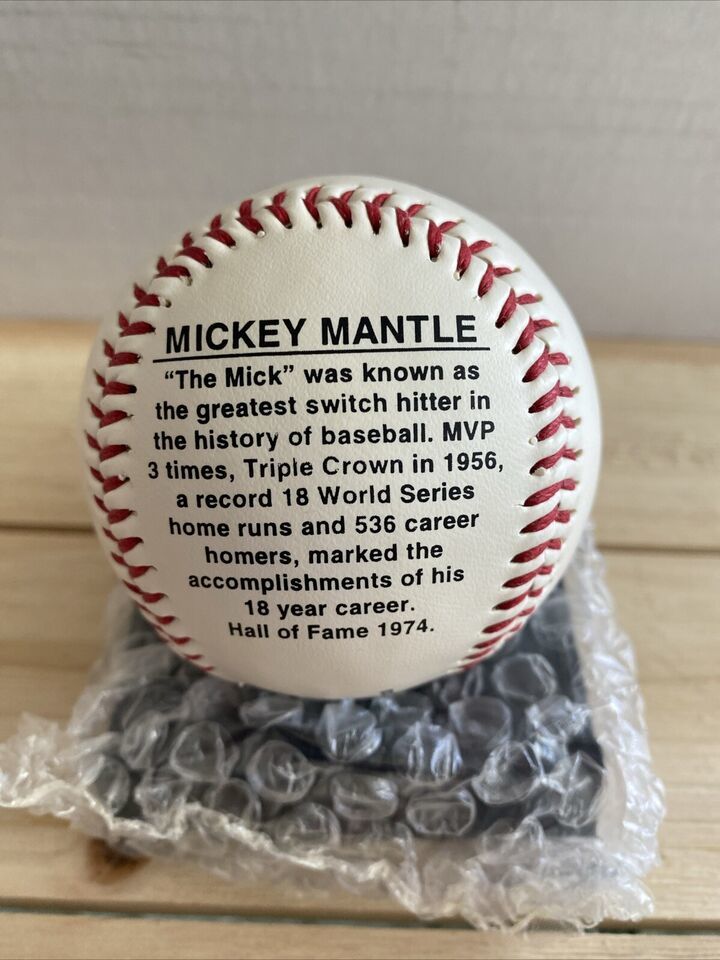 MICKEY MANTLE
“The Mick” was known as
the greatest switch hitter in
the history of baseball. MVP
3 times, Triple Crown in 1956,
a record 18 World Series
home runs and 536 career
homers, marked the
accomplishments of his
18 year career.
Hall of Fame 1974.